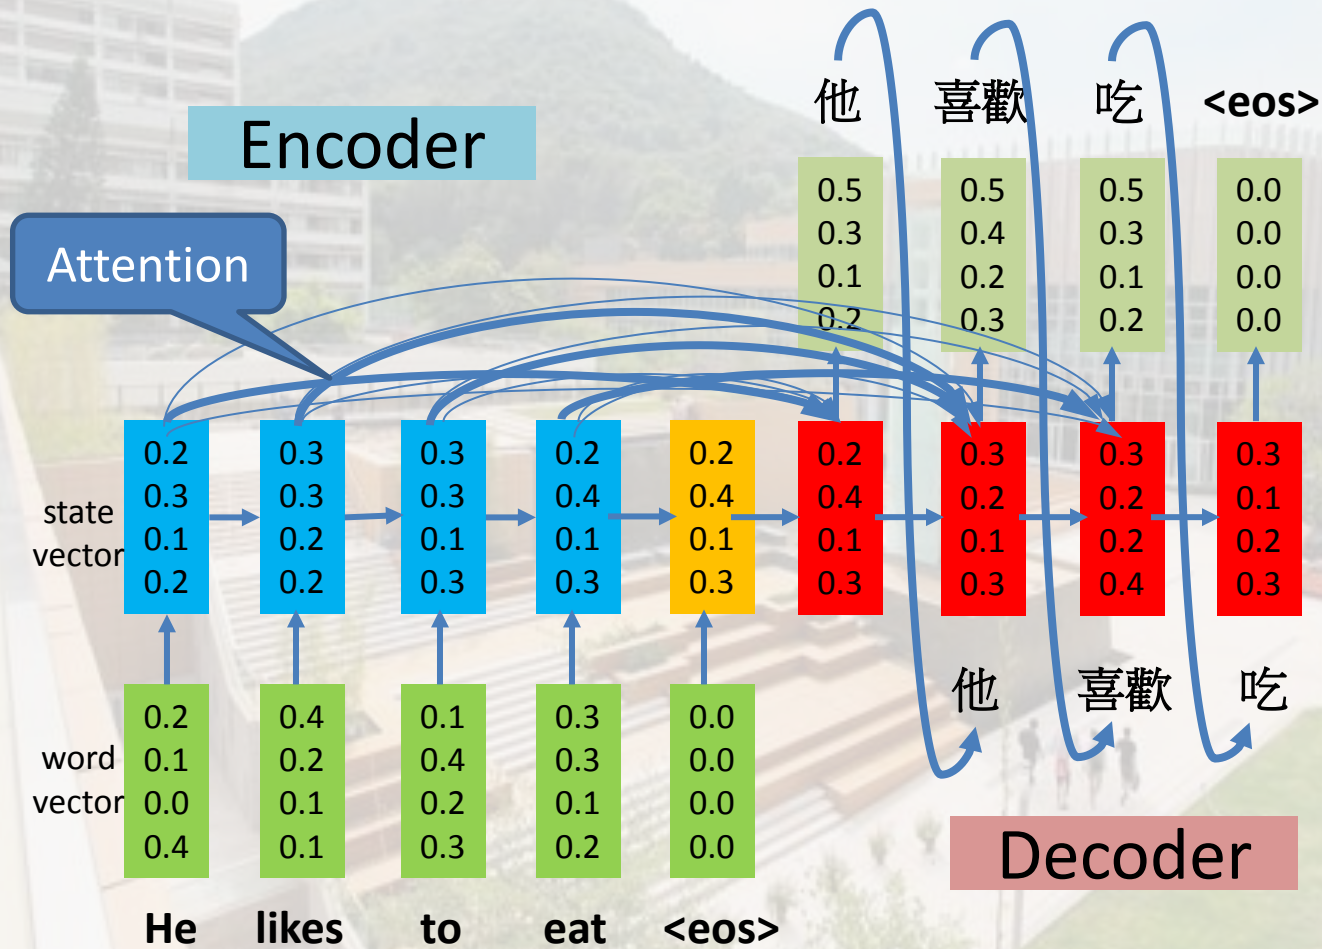 Encoder
Attention
他 喜歡 吃 <eos>
0.5 0.5 0.5 0.0
0.3 0.4 0.3 0.0
0.1 0.2 0.1 0.0
0.2 0.3 0.2 0.0
state vector
0.2 0.3 0.3 0.2 0.2 0.2 0.3 0.3 0.3
0.3 0.3 0.3 0.4 0.4 0.4 0.2 0.2 0.1
0.1 0.2 0.1 0.1 0.1 0.1 0.1 0.2 0.2
0.2 0.2 0.3 0.3 0.3 0.3 0.3 0.4 0.3
他 喜歡 吃
word vector
0.2 0.4 0.1 0.3 0.0
0.1 0.2 0.4 0.3 0.0
0.0 0.1 0.2 0.1 0.0
0.4 0.1 0.3 0.2 0.0
Decoder
He likes to eat <eos>